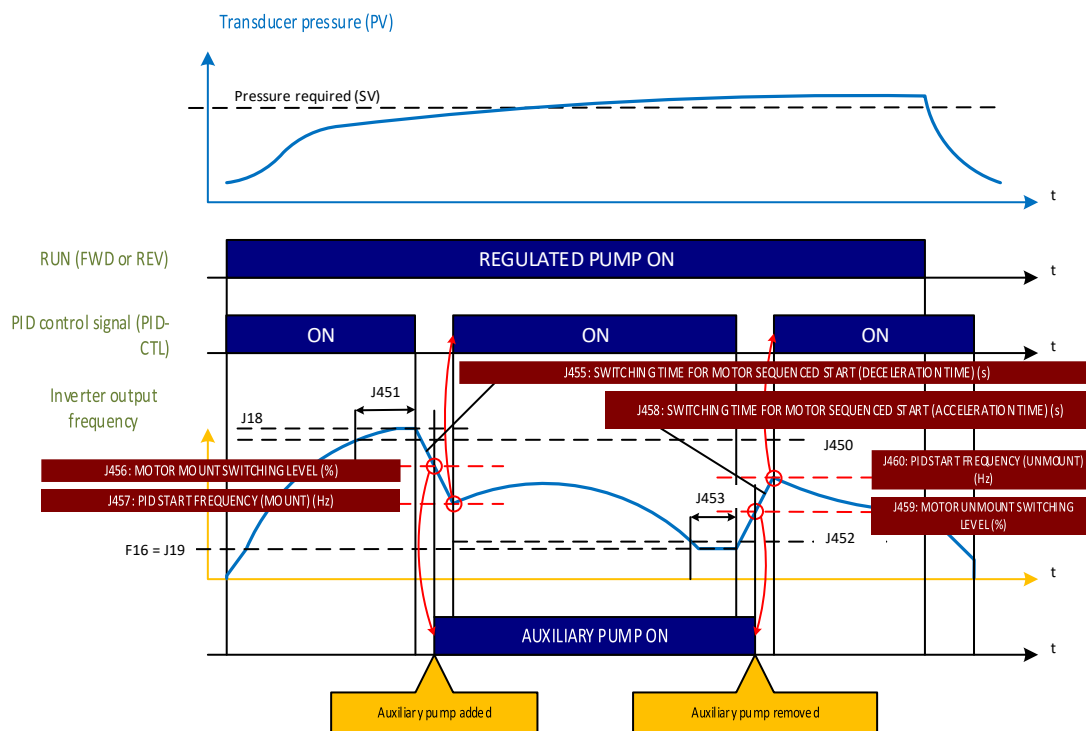 Transducer pressure (PV)
Pressure required (SV)
t
RUN (FWD or REV)
REGULATED PUMP ON
t
PID control signal (PID-
CTL)
ON
ON
ON
t
J455: SWITCHING TIME FOR MOTOR SEQUENCED START (DECELERATION TIME) (s)
Inverter output
frequency
J451
J458: SWITCHING TIME FOR MOTOR SEQUENCED START (ACCELERATION TIME) (s)
J18
J450
J456: MOTOR MOUNT SWITCHING LEVEL (%)
J460: PID START FREQUENCY (UNMOUNT)
(Hz)
J457: PID START FREQUENCY (MOUNT) (Hz)
J453
J459: MOTOR UNMOUNT SWITCHING
LEVEL (%)
J452
F16 = J19
t
AUXILIARY PUMP ON
t
Auxiliary pump added
Auxiliary pump removed